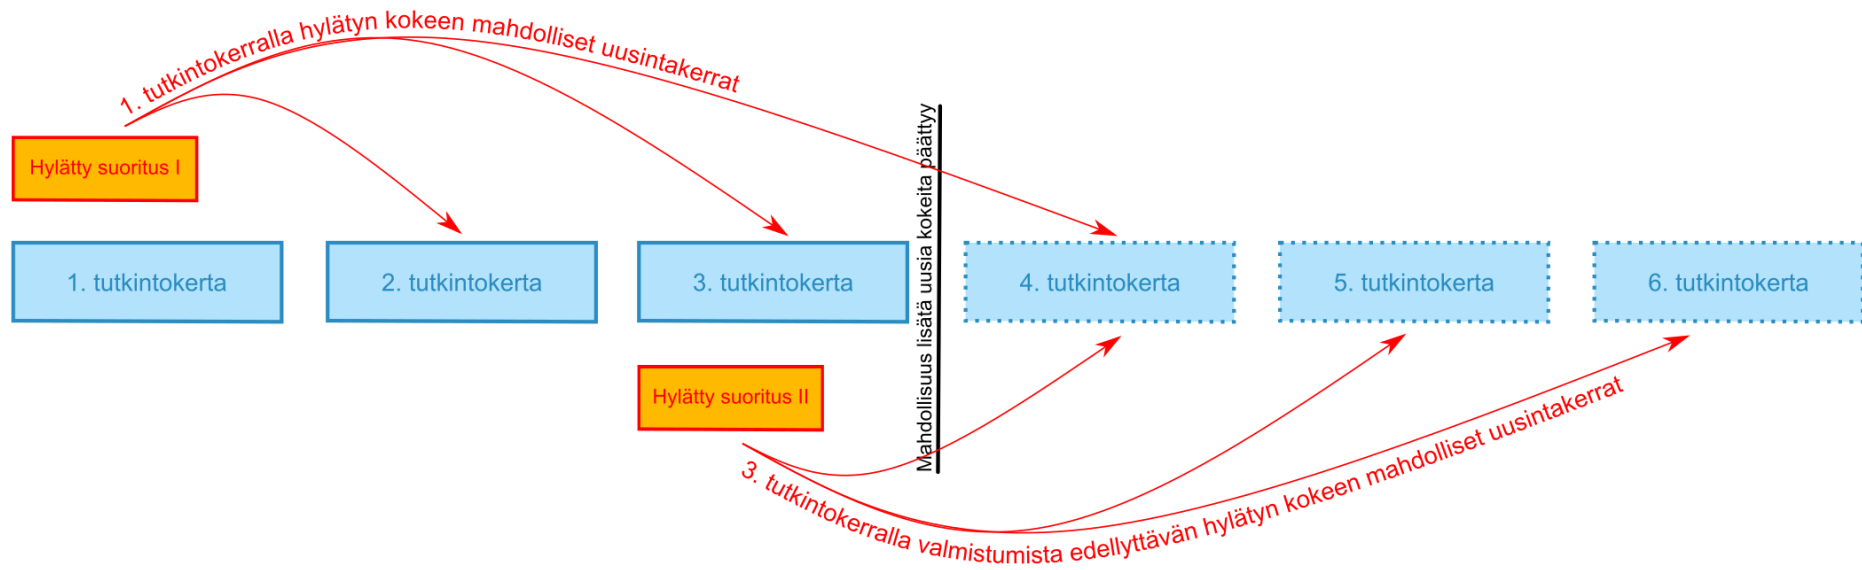 1. tutkintokerralla hylätyn kokeen mahdolliset uusintakerrat
Hylätty suoritus I
Mahdollisuus lisätä uusia kokeita päättyy
1. tutkintokerta
2. tutkintokerta
3. tutkintokerta
4. tutkintokerta
5. tutkintokerta
6. tutkintokerta
Hylätty suoritus II
3. tutkintokerralla valmistumista edellyttävän hylätyn kokeen mahdolliset uusintakerrat